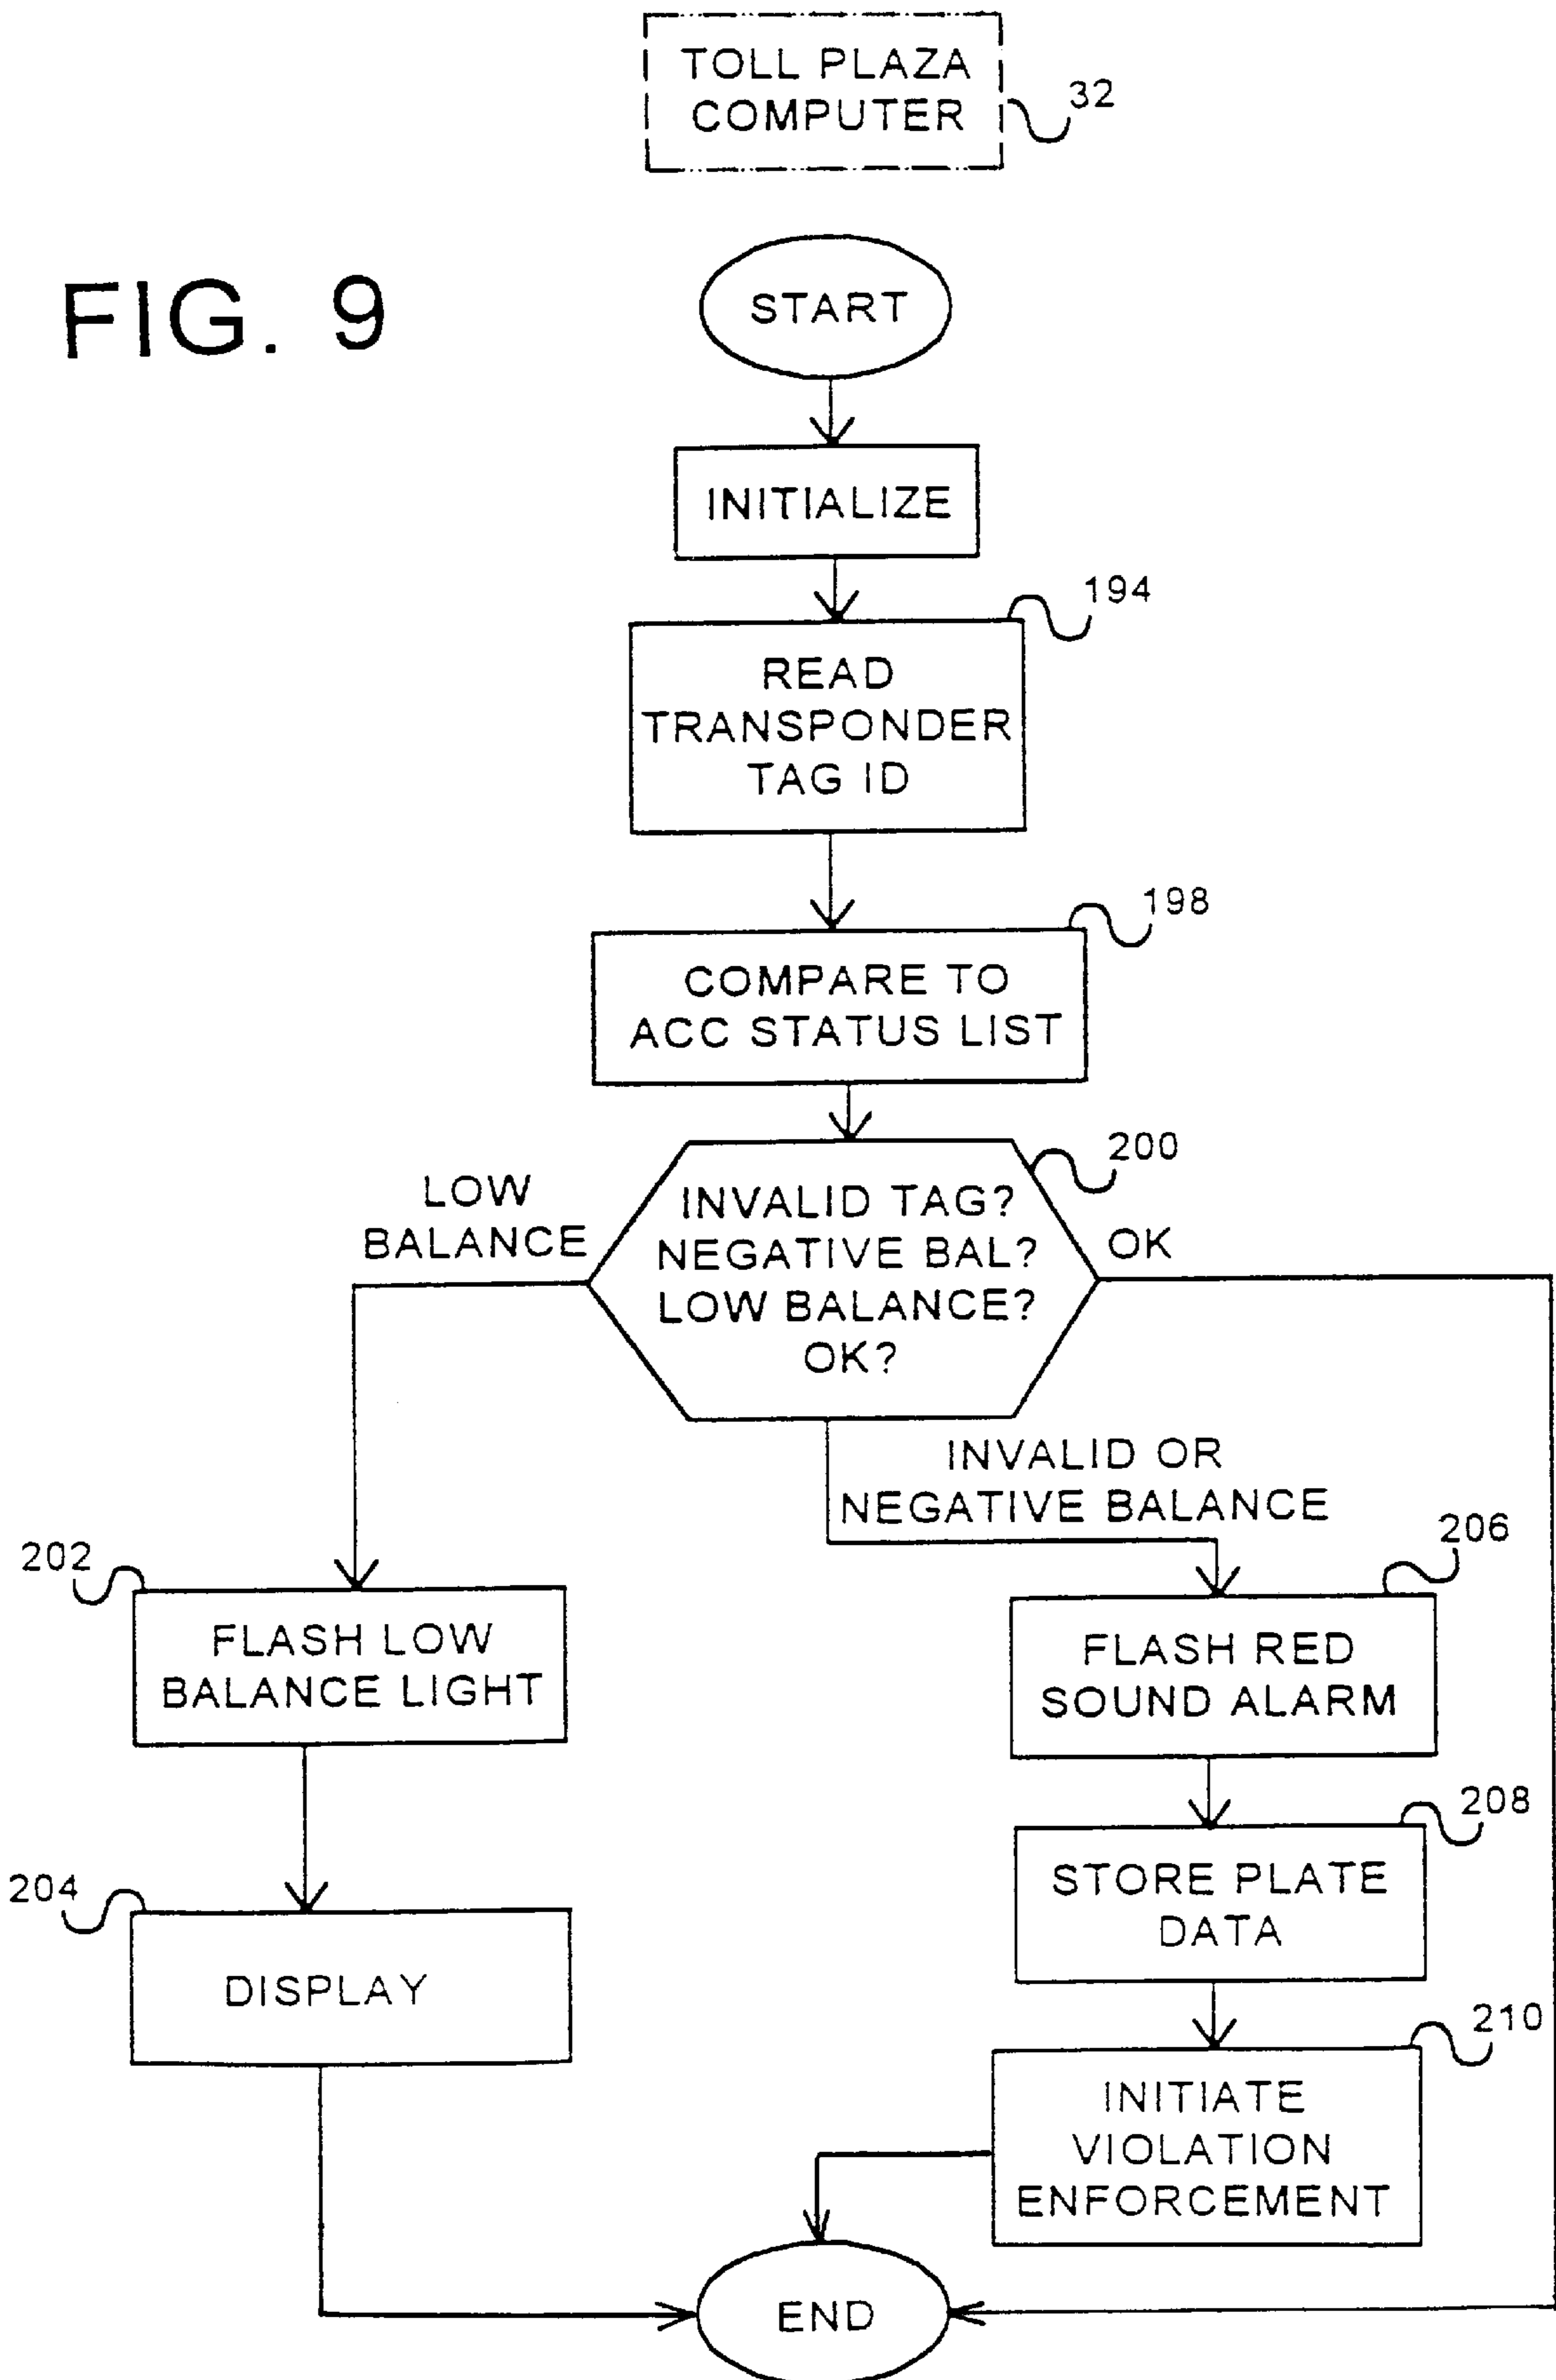 TOLL PLAZA
COMPUTER
32
FIG. 9
START
INITIALIZE
194
READ
TRANSPONDER
TAG ID
198
COMPARE TO
ACC STATUS LIST
200
LOW
BALANCE
INVALID TAG?
NEGATIVE BAL?
LOW BALANCE?
OK?
OK
INVALID OR
NEGATIVE BALANCE
202
FLASH LOW
BALANCE LIGHT
206
FLASH RED
SOUND ALARM
204
DISPLAY
208
STORE PLATE
DATA
210
INITIATE
VIOLATION
ENFORCEMENT
END